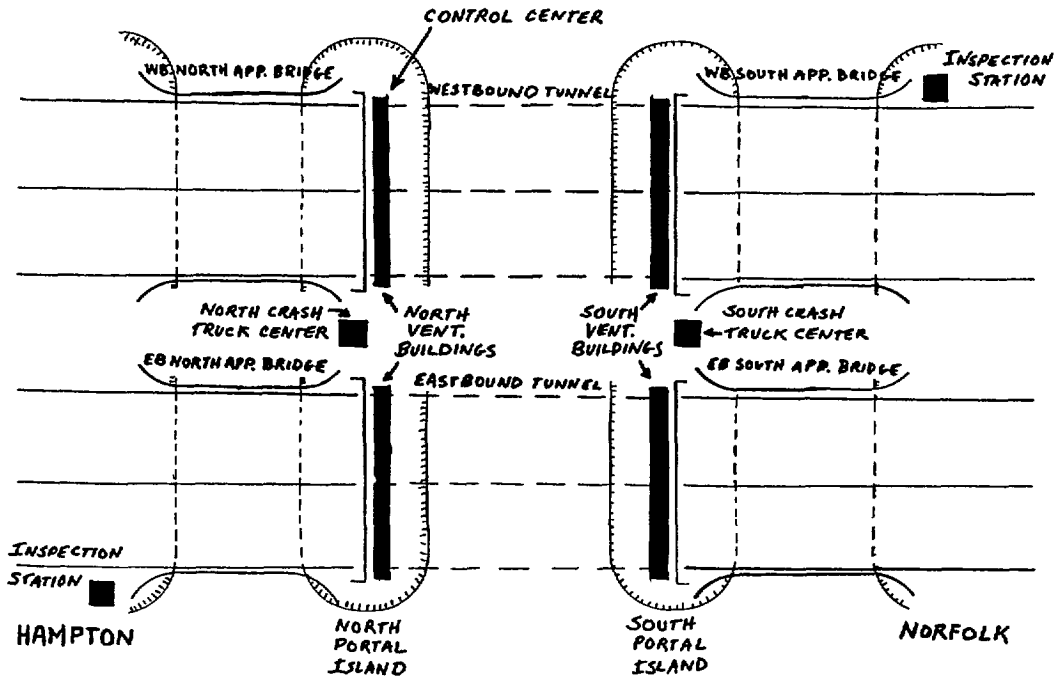 CONTROL CENTER
WB NORTH APP. BRIDGE
WESTBOUND TUNNEL
WB SOUTH APP. BRIDGE
INSPECTION
STATION
NORTH CRASH
TRUCK CENTER
NORTH
VENT.
BUILDINGS
SOUTH
VENT.
BUILDINGS
SOUTH CRASH
TRUCK CENTER
EB NORTH APP. BRIDGE
EASTBOUND TUNNEL
EB SOUTH APP. BRIDGE
INSPECTION
STATION
HAMPTON
NORTH
PORTAL
ISLAND
SOUTH
PORTAL
ISLAND
NORFOLK